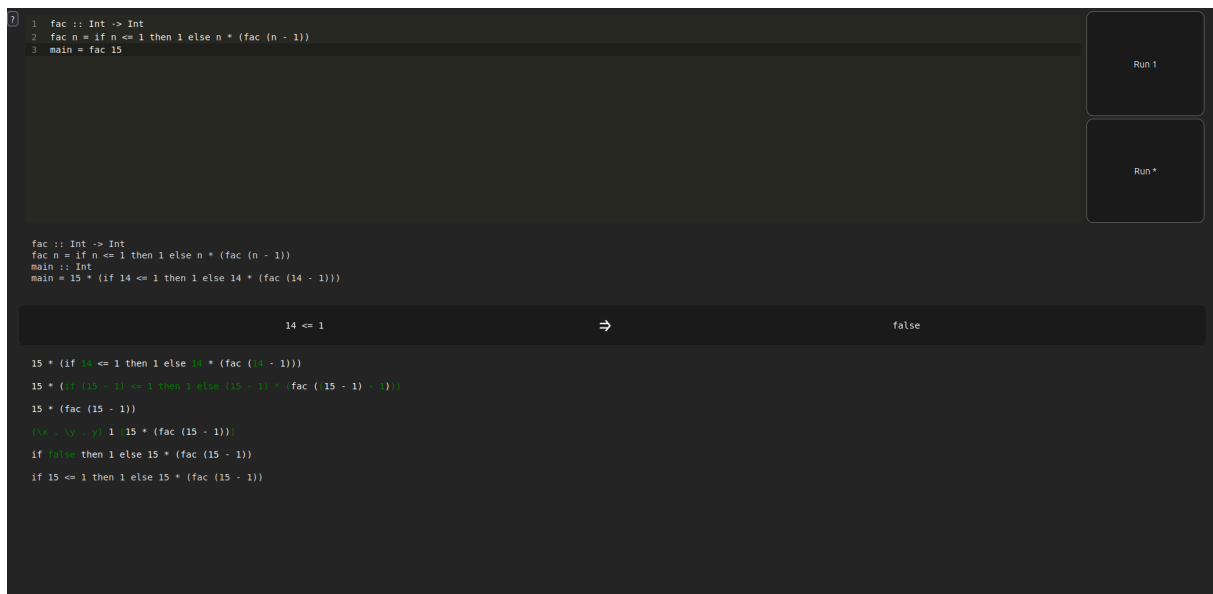 ?
1 fac :: Int -> Int
2 fac n = if n <= 1 then 1 else n * (fac (n - 1))
3 main = fac 15
Run 1
Run *
fac :: Int -> Int
fac n = if n <= 1 then 1 else n * (fac (n - 1))
main :: Int
main = 15 * (if 14 <= 1 then 1 else 14 * (fac (14 - 1)))
14 <= 1 ⇒ false
15 * (if 14 <= 1 then 1 else 14 * (fac (14 - 1)))
15 * (if (15 - 1) <= 1 then 1 else (15 - 1) * (fac ((15 - 1) - 1)))
15 * (fac (15 - 1))
(\x . \y . y) 1 (15 * (fac (15 - 1)))
if false then 1 else 15 * (fac (15 - 1))
if 15 <= 1 then 1 else 15 * (fac (15 - 1))